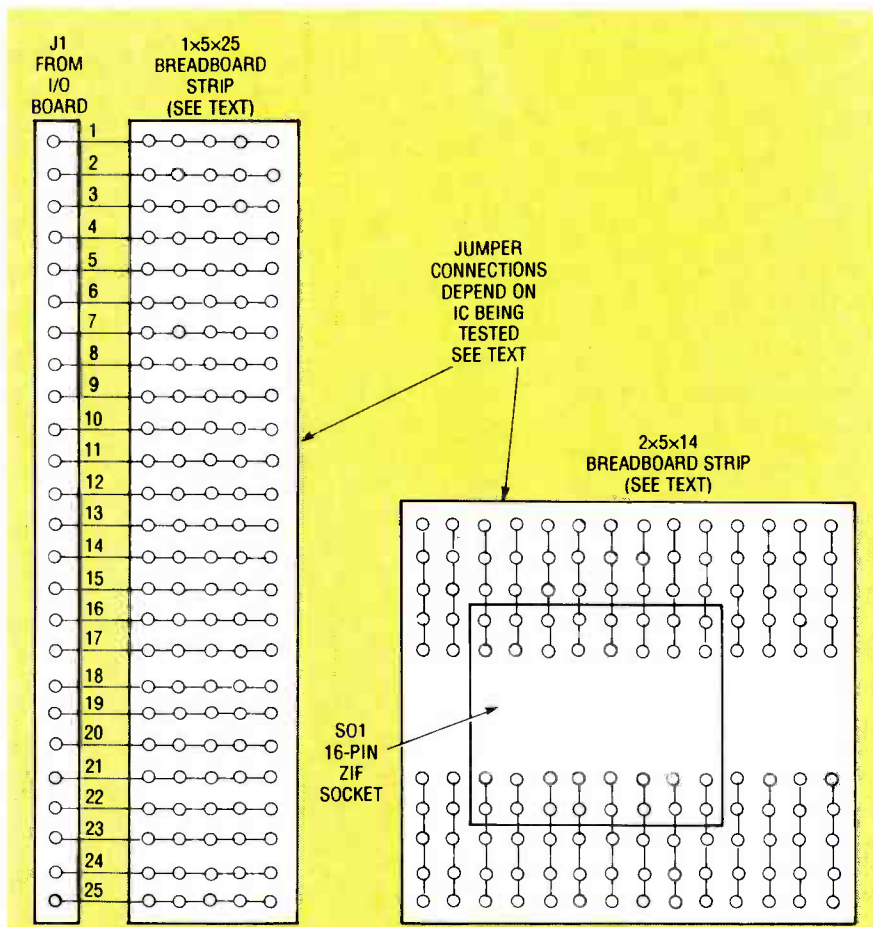 J1
FROM
I/O
BOARD
1×5×25
BREADBOARD
STRIP
(SEE TEXT)
1
2
3
4
5
6
7
8
9
10
11
12
13
14
15
16
17
18
19
20
21
22
23
24
25
JUMPER
CONNECTIONS
DEPEND ON
IC BEING
TESTED
SEE TEXT
2×5×14
BREADBOARD STRIP
(SEE TEXT)
SO1
16-PIN
ZIF
SOCKET